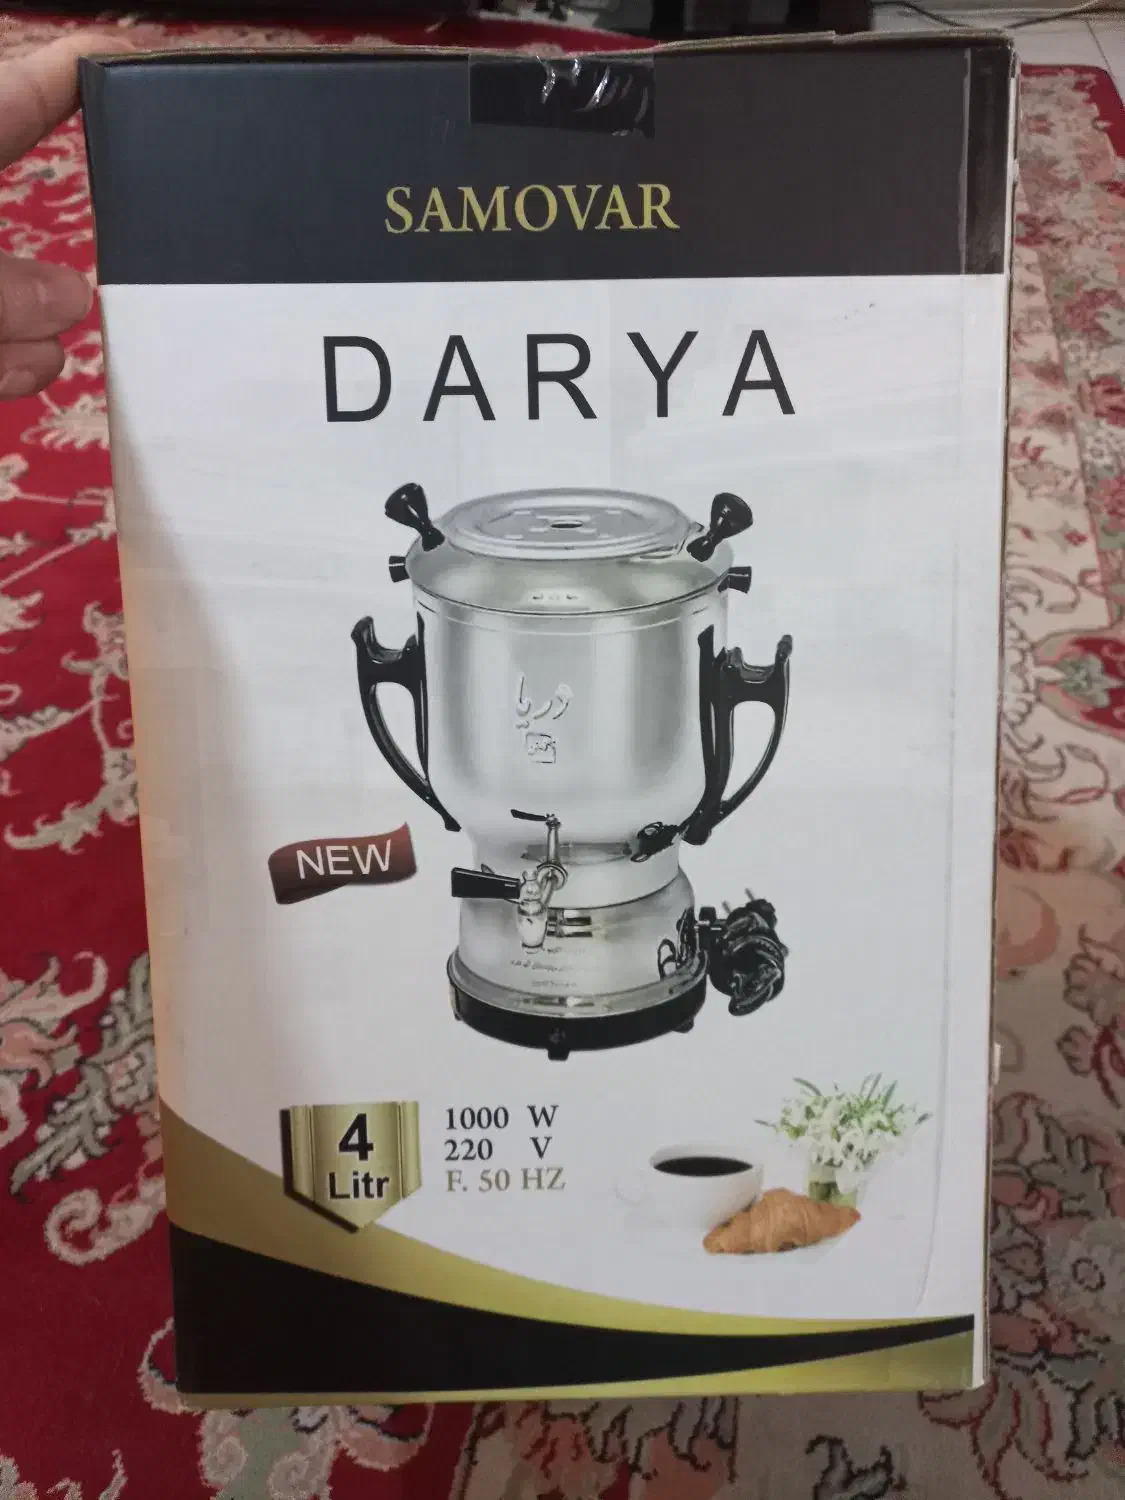 SAMOVAR
DARYA
دریا
NEW
4
Litr
1000 W
220 V
F. 50 HZ